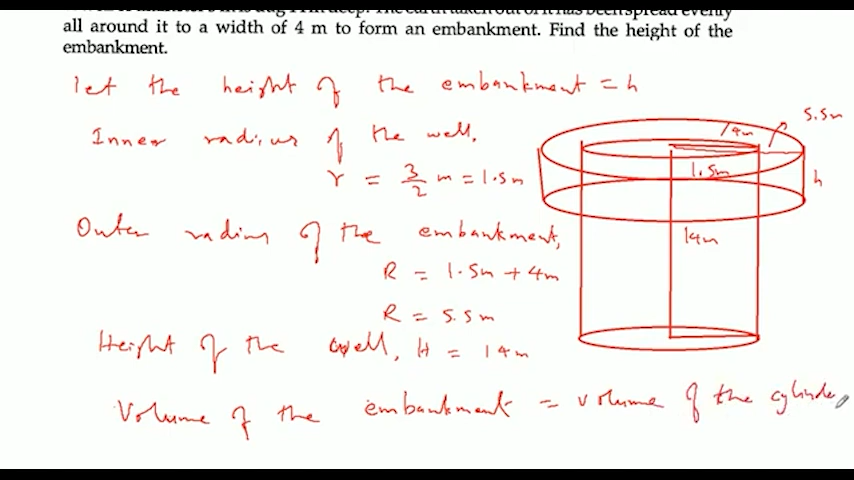 all around it to a width of 4 m to form an embankment. Find the height of the
embankment.
let the height of the embankment = h
Inner radius of the well,
r = 3/2 m = 1.5m
Outer radius of the embankment,
R = 1.5m + 4m
R = 5.5m
Height of the well, H = 14m
Volume of the embankment = volume of the cylinder
4m
5.5m
1.5m
h
14m